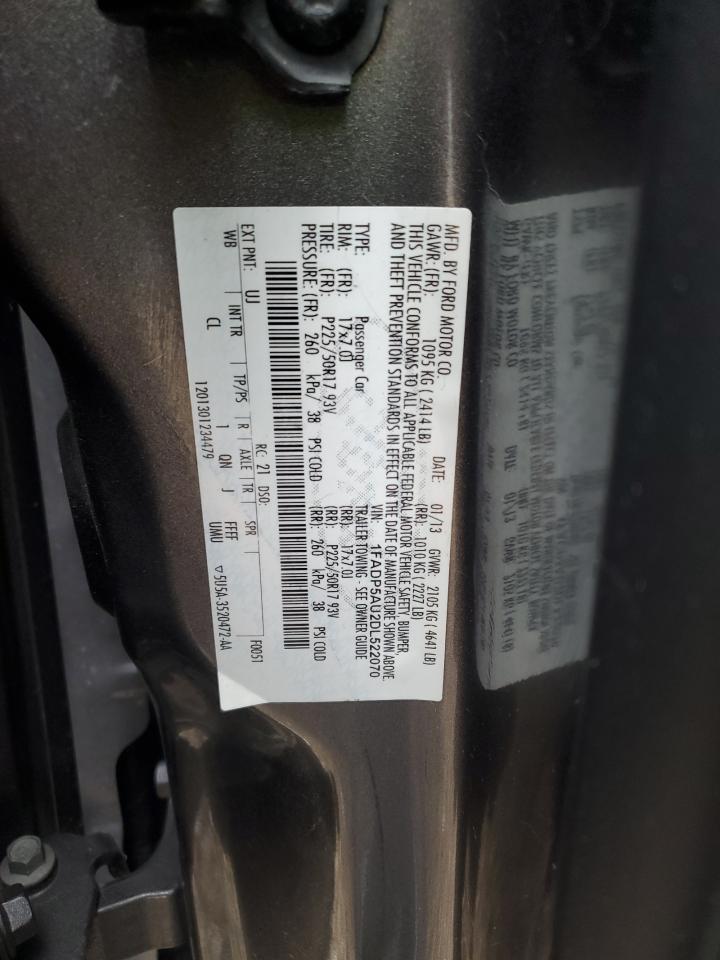 MFD. BY FORD MOTOR CO.
DATE: 01/13 GVWR: 2105 KG ( 4641 LB)
GAWR: (FR): 1095 KG ( 2414 LB) (RR): 1010 KG ( 2227 LB)
THIS VEHICLE CONFORMS TO ALL APPLICABLE FEDERAL MOTOR VEHICLE SAFETY, BUMPER,
AND THEFT PREVENTION STANDARDS IN EFFECT ON THE DATE OF MANUFACTURE SHOWN ABOVE.
VIN: 1FADP5AU2DL522070
TYPE: Passenger Car TRAILER TOWING - SEE OWNER GUIDE
RIM: (FR): 17x7.0J (RR): 17x7.0J
TIRE: (FR): P225/50R17 93V (RR): P225/50R17 93V
PRESSURE: (FR): 260 kPa/ 38 PSI COLD (RR): 260 kPa/ 38 PSI COLD
F0051
RC: 21 DSO:
EXT PNT: UJ
WB INT TR TP/PS R AXLE TR SPR
CL 1 QN J FFFF
UMU
1201301234479 5U5A-3520472-AA